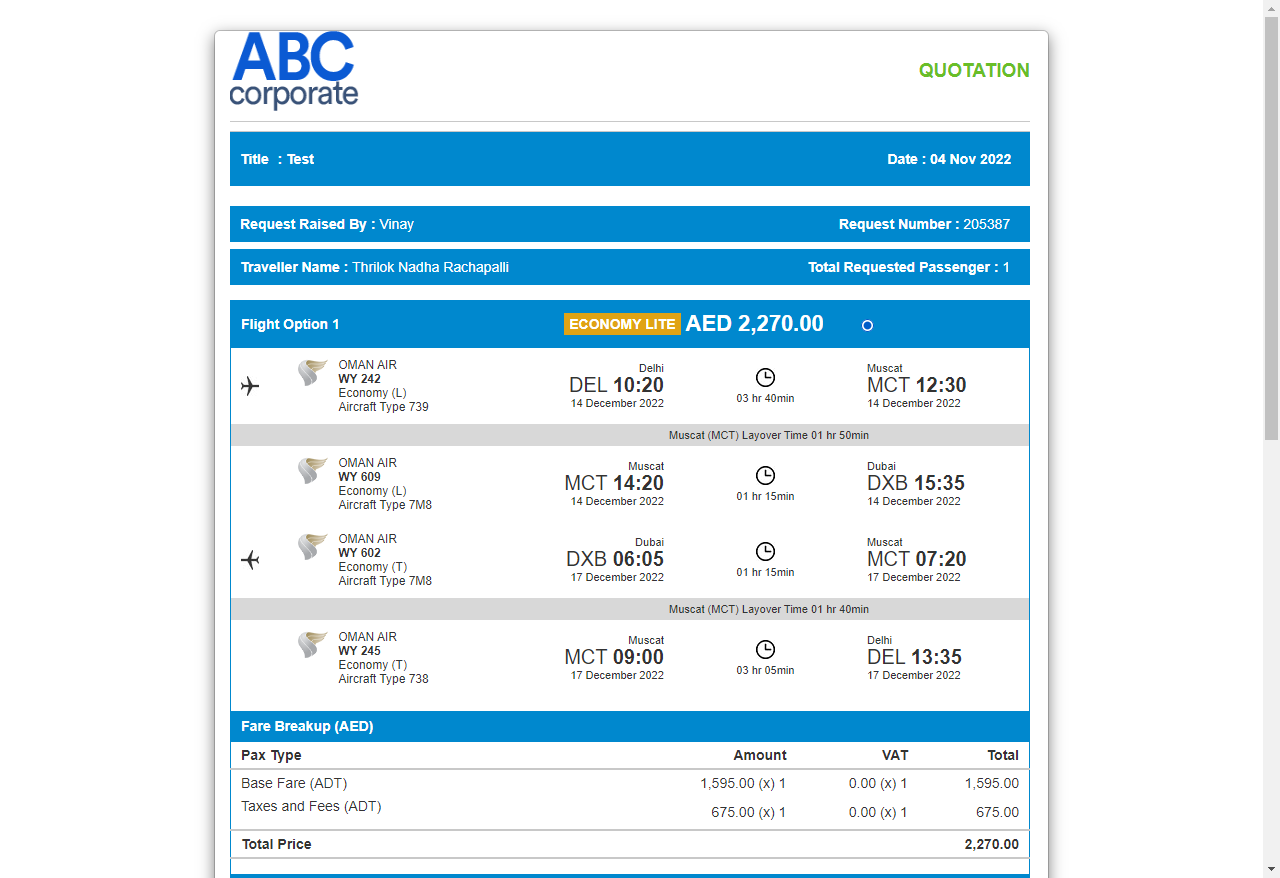 ABC
corporate
QUOTATION
Title : Test Date : 04 Nov 2022
Request Raised By : Vinay Request Number : 205387
Traveller Name : Thrilok Nadha Rachapalli Total Requested Passenger : 1
Flight Option 1 ECONOMY LITE AED 2,270.00
OMAN AIR
WY 242
Economy (L)
Aircraft Type 739
Delhi
DEL 10:20
14 December 2022
03 hr 40min
Muscat
MCT 12:30
14 December 2022
Muscat (MCT) Layover Time 01 hr 50min
OMAN AIR
WY 609
Economy (L)
Aircraft Type 7M8
Muscat
MCT 14:20
14 December 2022
01 hr 15min
Dubai
DXB 15:35
14 December 2022
OMAN AIR
WY 602
Economy (T)
Aircraft Type 7M8
Dubai
DXB 06:05
17 December 2022
01 hr 15min
Muscat
MCT 07:20
17 December 2022
Muscat (MCT) Layover Time 01 hr 40min
OMAN AIR
WY 245
Economy (T)
Aircraft Type 738
Muscat
MCT 09:00
17 December 2022
03 hr 05min
Delhi
DEL 13:35
17 December 2022
Fare Breakup (AED)
Pax Type Amount VAT Total
Base Fare (ADT) 1,595.00 (x) 1 0.00 (x) 1 1,595.00
Taxes and Fees (ADT) 675.00 (x) 1 0.00 (x) 1 675.00
Total Price 2,270.00